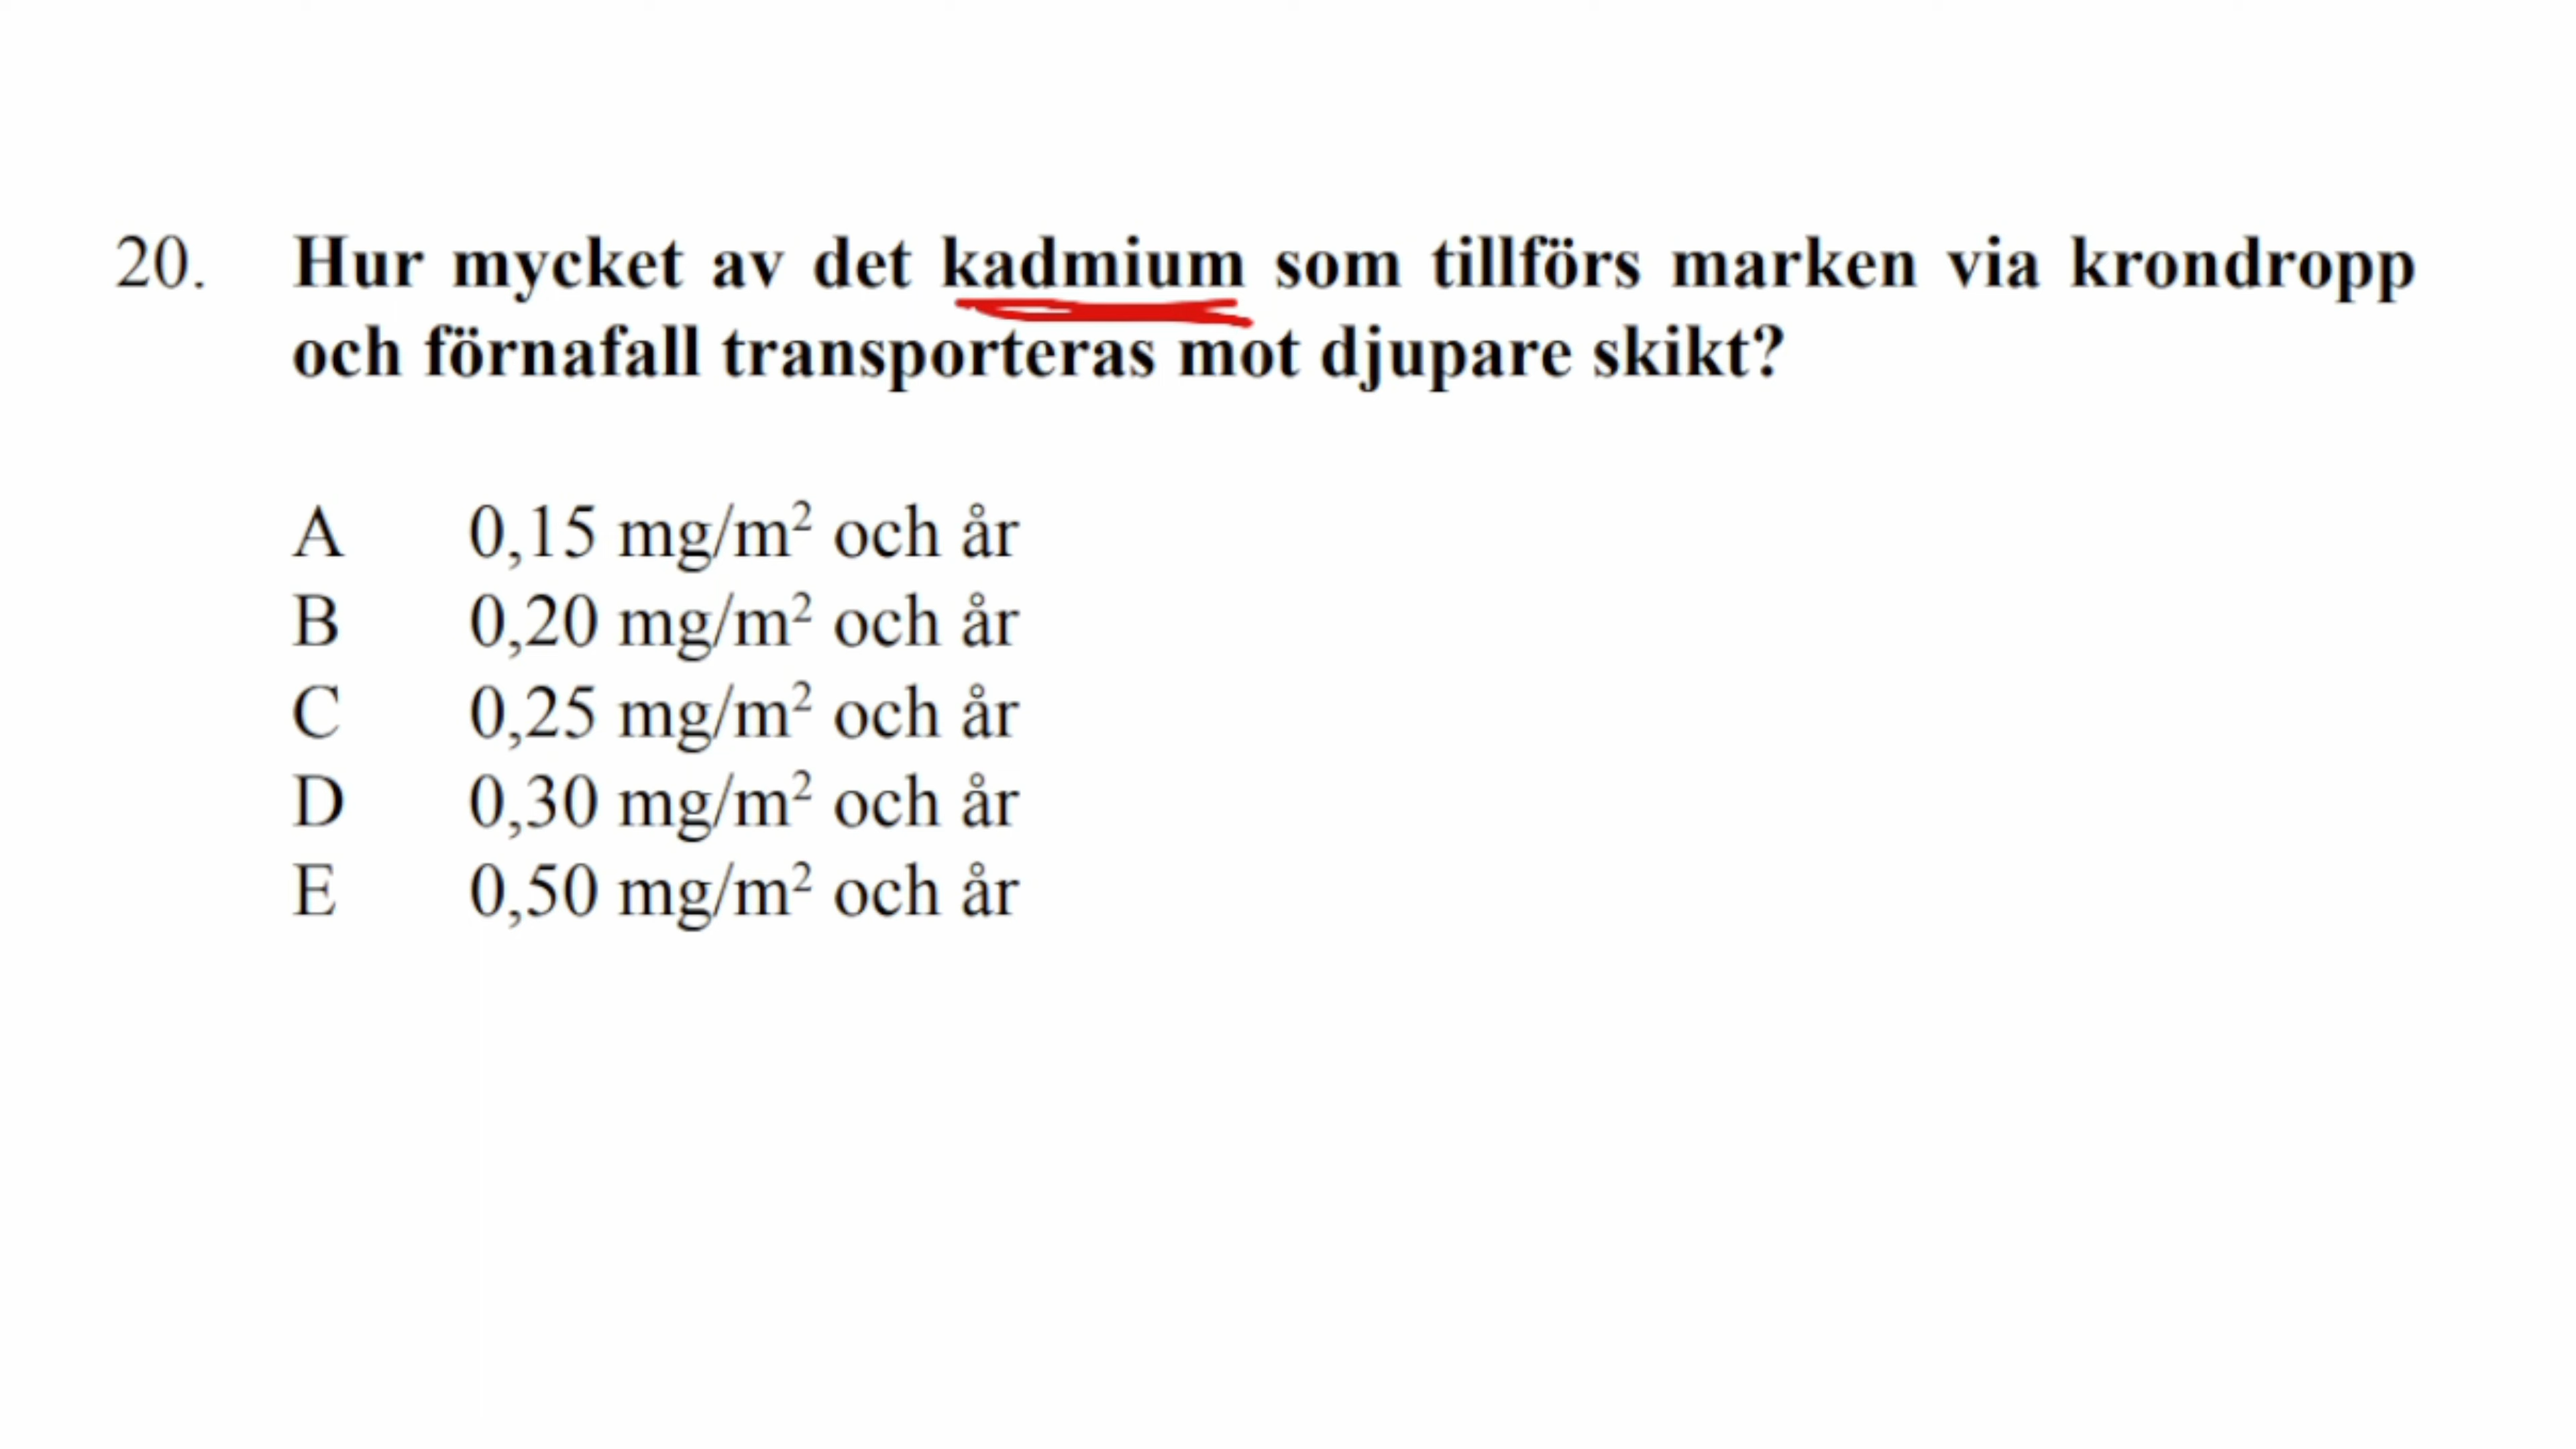 20. Hur mycket av det kadmium som tillförs marken via krondropp
och förnafall transporteras mot djupare skikt?
A 0,15 mg/m² och år
B 0,20 mg/m² och år
C 0,25 mg/m² och år
D 0,30 mg/m² och år
E 0,50 mg/m² och år